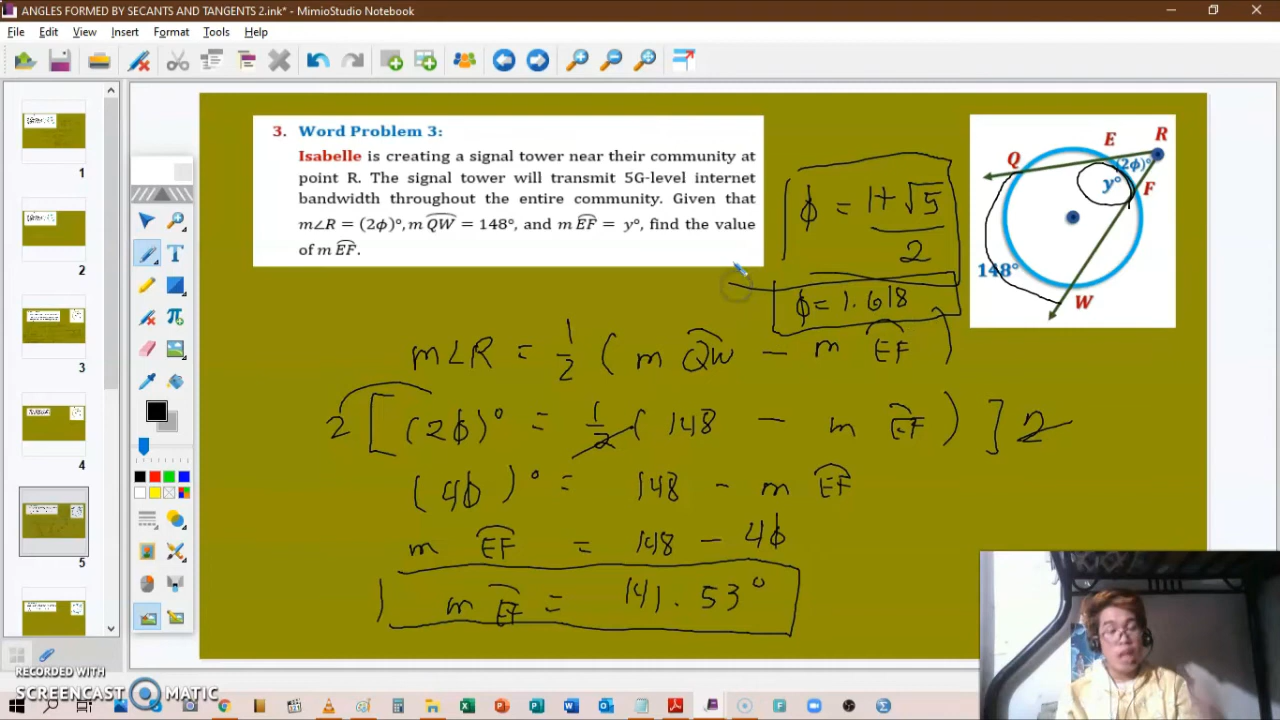 ANGLES FORMED BY SECANTS AND TANGENTS 2.ink* - MimioStudio Notebook
File Edit View Insert Format Tools Help
1
2
3
4
5
3. Word Problem 3:
Isabelle is creating a signal tower near their community at
point R. The signal tower will transmit 5G-level internet
bandwidth throughout the entire community. Given that
m∠R = (2ϕ)°, m QW = 148°, and m EF = y°, find the value
of m EF.
ϕ = 1+√5
2
ϕ = 1.618
Q E R
(2ϕ)°
y° F
148°
W
m∠R = 1/2 ( m QW – m EF )
2 [ (2ϕ)° = 1/2 ( 148 – m EF ) ] 2
(4ϕ)° = 148 – m EF
m EF = 148 – 4ϕ
m EF = 141.53°
RECORDED WITH
SCREENCAST MATIC